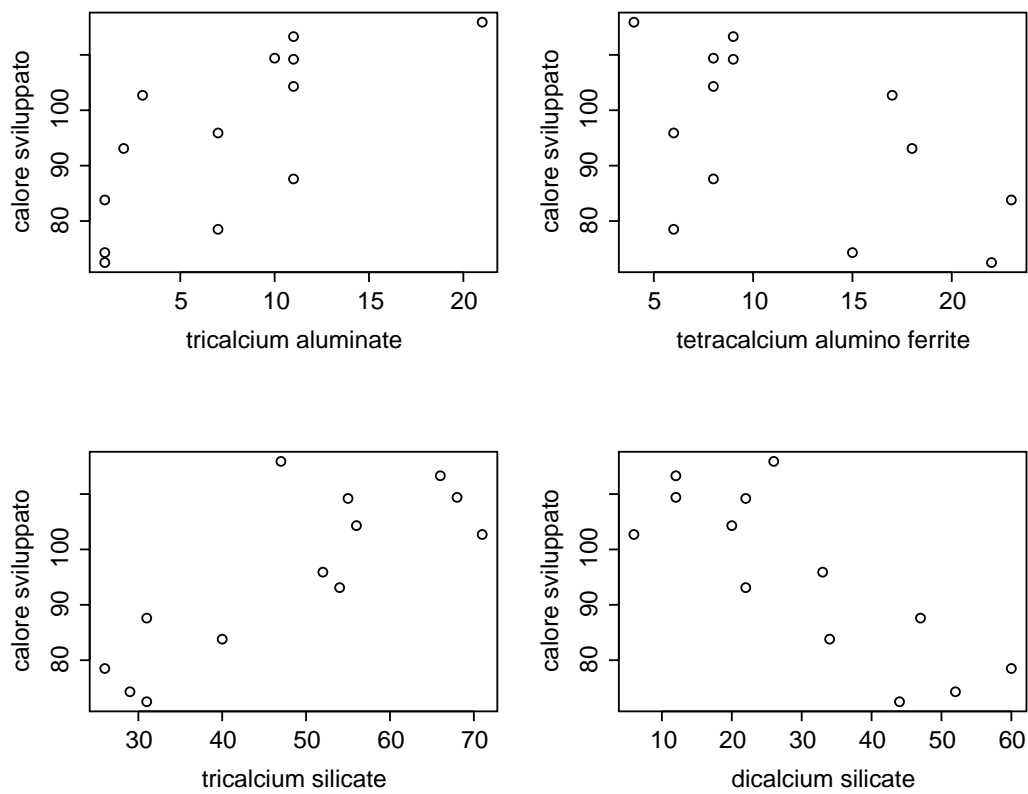 calore sviluppato
80 90 100
5 10 15 20
tricalcium aluminate
calore sviluppato
80 90 100
5 10 15 20
tetracalcium alumino ferrite
calore sviluppato
80 90 100
30 40 50 60 70
tricalcium silicate
calore sviluppato
80 90 100
10 20 30 40 50 60
dicalcium silicate